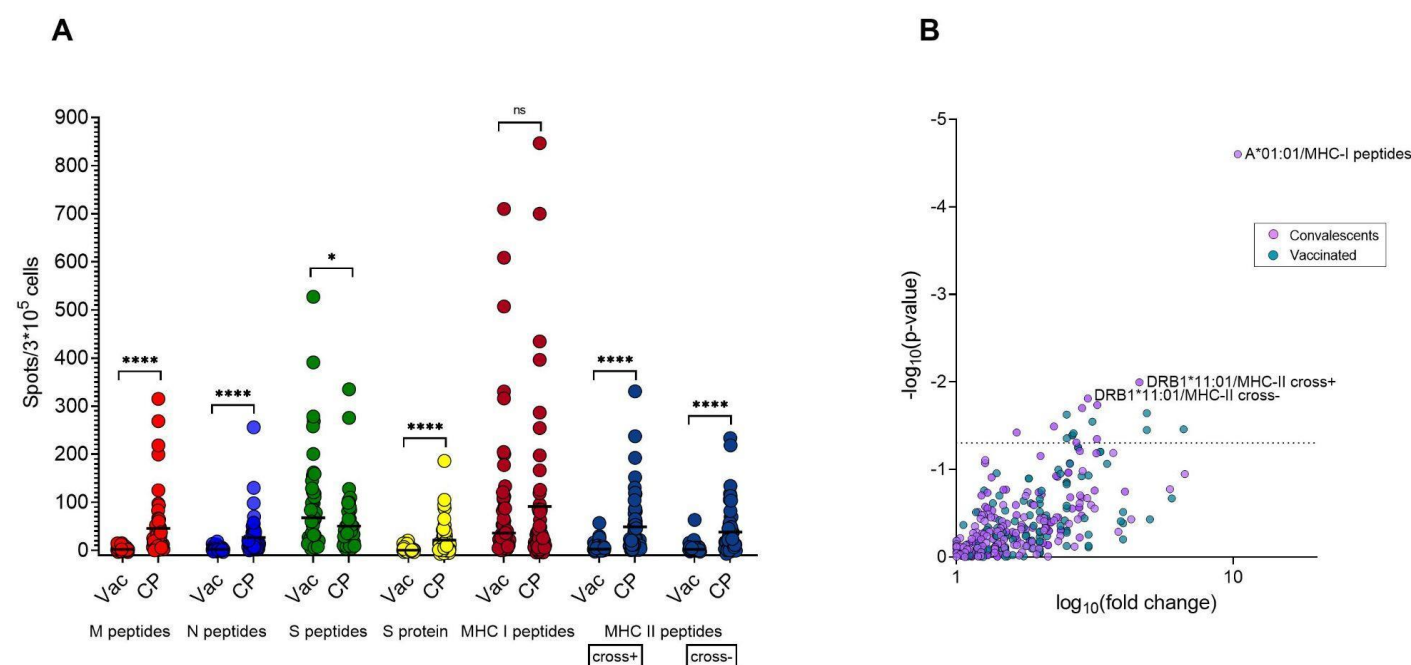 A
B
900
800
700
600
500
400
300
200
100
0
Spots/3*10⁵ cells
****
****
*
****
ns
****
****
Vac CP Vac CP Vac CP Vac CP Vac CP Vac CP Vac CP
M peptides N peptides S peptides S protein MHC I peptides MHC II peptides
cross+ cross-
-5
-4
-3
-2
-1
0
-log₁₀(p-value)
A*01:01/MHC-I peptides
Convalescents
Vaccinated
DRB1*11:01/MHC-II cross+
DRB1*11:01/MHC-II cross-
1 10
log₁₀(fold change)